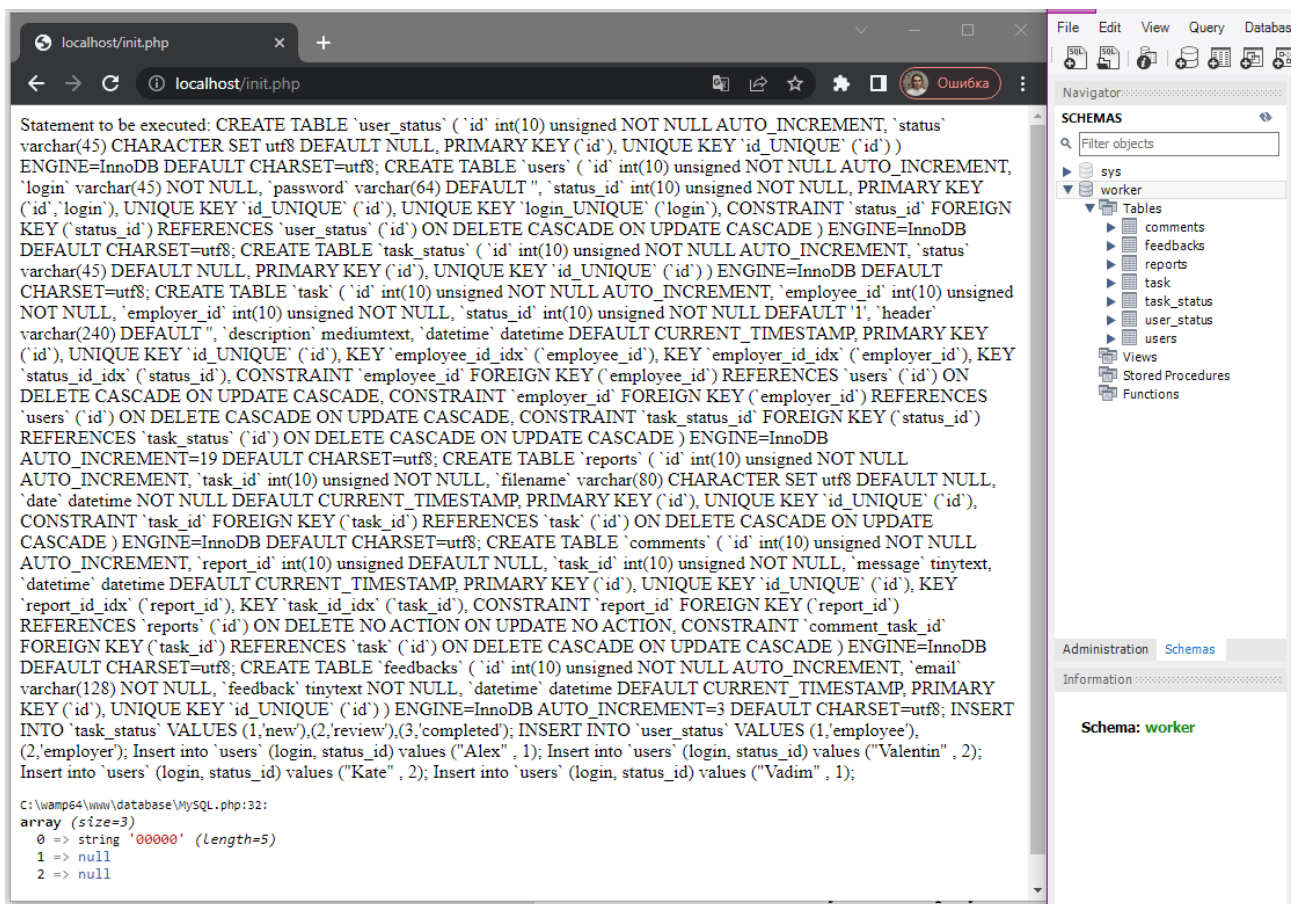 localhost/init.php
localhost/init.php
Ошибка
Statement to be executed: CREATE TABLE `user_status` ( `id` int(10) unsigned NOT NULL AUTO_INCREMENT, `status`
varchar(45) CHARACTER SET utf8 DEFAULT NULL, PRIMARY KEY (`id`), UNIQUE KEY `id_UNIQUE` (`id`) )
ENGINE=InnoDB DEFAULT CHARSET=utf8; CREATE TABLE `users` ( `id` int(10) unsigned NOT NULL AUTO_INCREMENT,
`login` varchar(45) NOT NULL, `password` varchar(64) DEFAULT '', `status_id` int(10) unsigned NOT NULL, PRIMARY KEY
(`id`,`login`), UNIQUE KEY `id_UNIQUE` (`id`), UNIQUE KEY `login_UNIQUE` (`login`), CONSTRAINT `status_id` FOREIGN
KEY (`status_id`) REFERENCES `user_status` (`id`) ON DELETE CASCADE ON UPDATE CASCADE ) ENGINE=InnoDB
DEFAULT CHARSET=utf8; CREATE TABLE `task_status` ( `id` int(10) unsigned NOT NULL AUTO_INCREMENT, `status`
varchar(45) DEFAULT NULL, PRIMARY KEY (`id`), UNIQUE KEY `id_UNIQUE` (`id`) ) ENGINE=InnoDB DEFAULT
CHARSET=utf8; CREATE TABLE `task` ( `id` int(10) unsigned NOT NULL AUTO_INCREMENT, `employee_id` int(10) unsigned
NOT NULL, `employer_id` int(10) unsigned NOT NULL, `status_id` int(10) unsigned NOT NULL DEFAULT '1', `header`
varchar(240) DEFAULT '', `description` mediumtext, `datetime` datetime DEFAULT CURRENT_TIMESTAMP, PRIMARY KEY
(`id`), UNIQUE KEY `id_UNIQUE` (`id`), KEY `employee_id_idx` (`employee_id`), KEY `employer_id_idx` (`employer_id`), KEY
`status_id_idx` (`status_id`), CONSTRAINT `employee_id` FOREIGN KEY (`employee_id`) REFERENCES `users` (`id`) ON
DELETE CASCADE ON UPDATE CASCADE, CONSTRAINT `employer_id` FOREIGN KEY (`employer_id`) REFERENCES
`users` (`id`) ON DELETE CASCADE ON UPDATE CASCADE, CONSTRAINT `task_status_id` FOREIGN KEY (`status_id`)
REFERENCES `task_status` (`id`) ON DELETE CASCADE ON UPDATE CASCADE ) ENGINE=InnoDB
AUTO_INCREMENT=19 DEFAULT CHARSET=utf8; CREATE TABLE `reports` ( `id` int(10) unsigned NOT NULL
AUTO_INCREMENT, `task_id` int(10) unsigned NOT NULL, `filename` varchar(80) CHARACTER SET utf8 DEFAULT NULL,
`date` datetime NOT NULL DEFAULT CURRENT_TIMESTAMP, PRIMARY KEY (`id`), UNIQUE KEY `id_UNIQUE` (`id`),
CONSTRAINT `task_id` FOREIGN KEY (`task_id`) REFERENCES `task` (`id`) ON DELETE CASCADE ON UPDATE
CASCADE ) ENGINE=InnoDB DEFAULT CHARSET=utf8; CREATE TABLE `comments` ( `id` int(10) unsigned NOT NULL
AUTO_INCREMENT, `report_id` int(10) unsigned DEFAULT NULL, `task_id` int(10) unsigned NOT NULL, `message` tinytext,
`datetime` datetime DEFAULT CURRENT_TIMESTAMP, PRIMARY KEY (`id`), UNIQUE KEY `id_UNIQUE` (`id`), KEY
`report_id_idx` (`report_id`), KEY `task_id_idx` (`task_id`), CONSTRAINT `report_id` FOREIGN KEY (`report_id`)
REFERENCES `reports` (`id`) ON DELETE NO ACTION ON UPDATE NO ACTION, CONSTRAINT `comment_task_id`
FOREIGN KEY (`task_id`) REFERENCES `task` (`id`) ON DELETE CASCADE ON UPDATE CASCADE ) ENGINE=InnoDB
DEFAULT CHARSET=utf8; CREATE TABLE `feedbacks` ( `id` int(10) unsigned NOT NULL AUTO_INCREMENT, `email`
varchar(128) NOT NULL, `feedback` tinytext NOT NULL, `datetime` datetime DEFAULT CURRENT_TIMESTAMP, PRIMARY
KEY (`id`), UNIQUE KEY `id_UNIQUE` (`id`) ) ENGINE=InnoDB AUTO_INCREMENT=3 DEFAULT CHARSET=utf8; INSERT
INTO `task_status` VALUES (1,'new'),(2,'review'),(3,'completed'); INSERT INTO `user_status` VALUES (1,'employee'),
(2,'employer'); Insert into `users` (login, status_id) values ("Alex" , 1); Insert into `users` (login, status_id) values ("Valentin" , 2);
Insert into `users` (login, status_id) values ("Kate" , 2); Insert into `users` (login, status_id) values ("Vadim" , 1);
C:\wamp64\www\database\MySQL.php:32:
array (size=3)
0 => string '00000' (length=5)
1 => null
2 => null
File Edit View Query Databas
SQL SQL
Navigator
SCHEMAS
Filter objects
sys
worker
Tables
comments
feedbacks
reports
task
task_status
user_status
users
Views
Stored Procedures
Functions
Administration Schemas
Information
Schema: worker